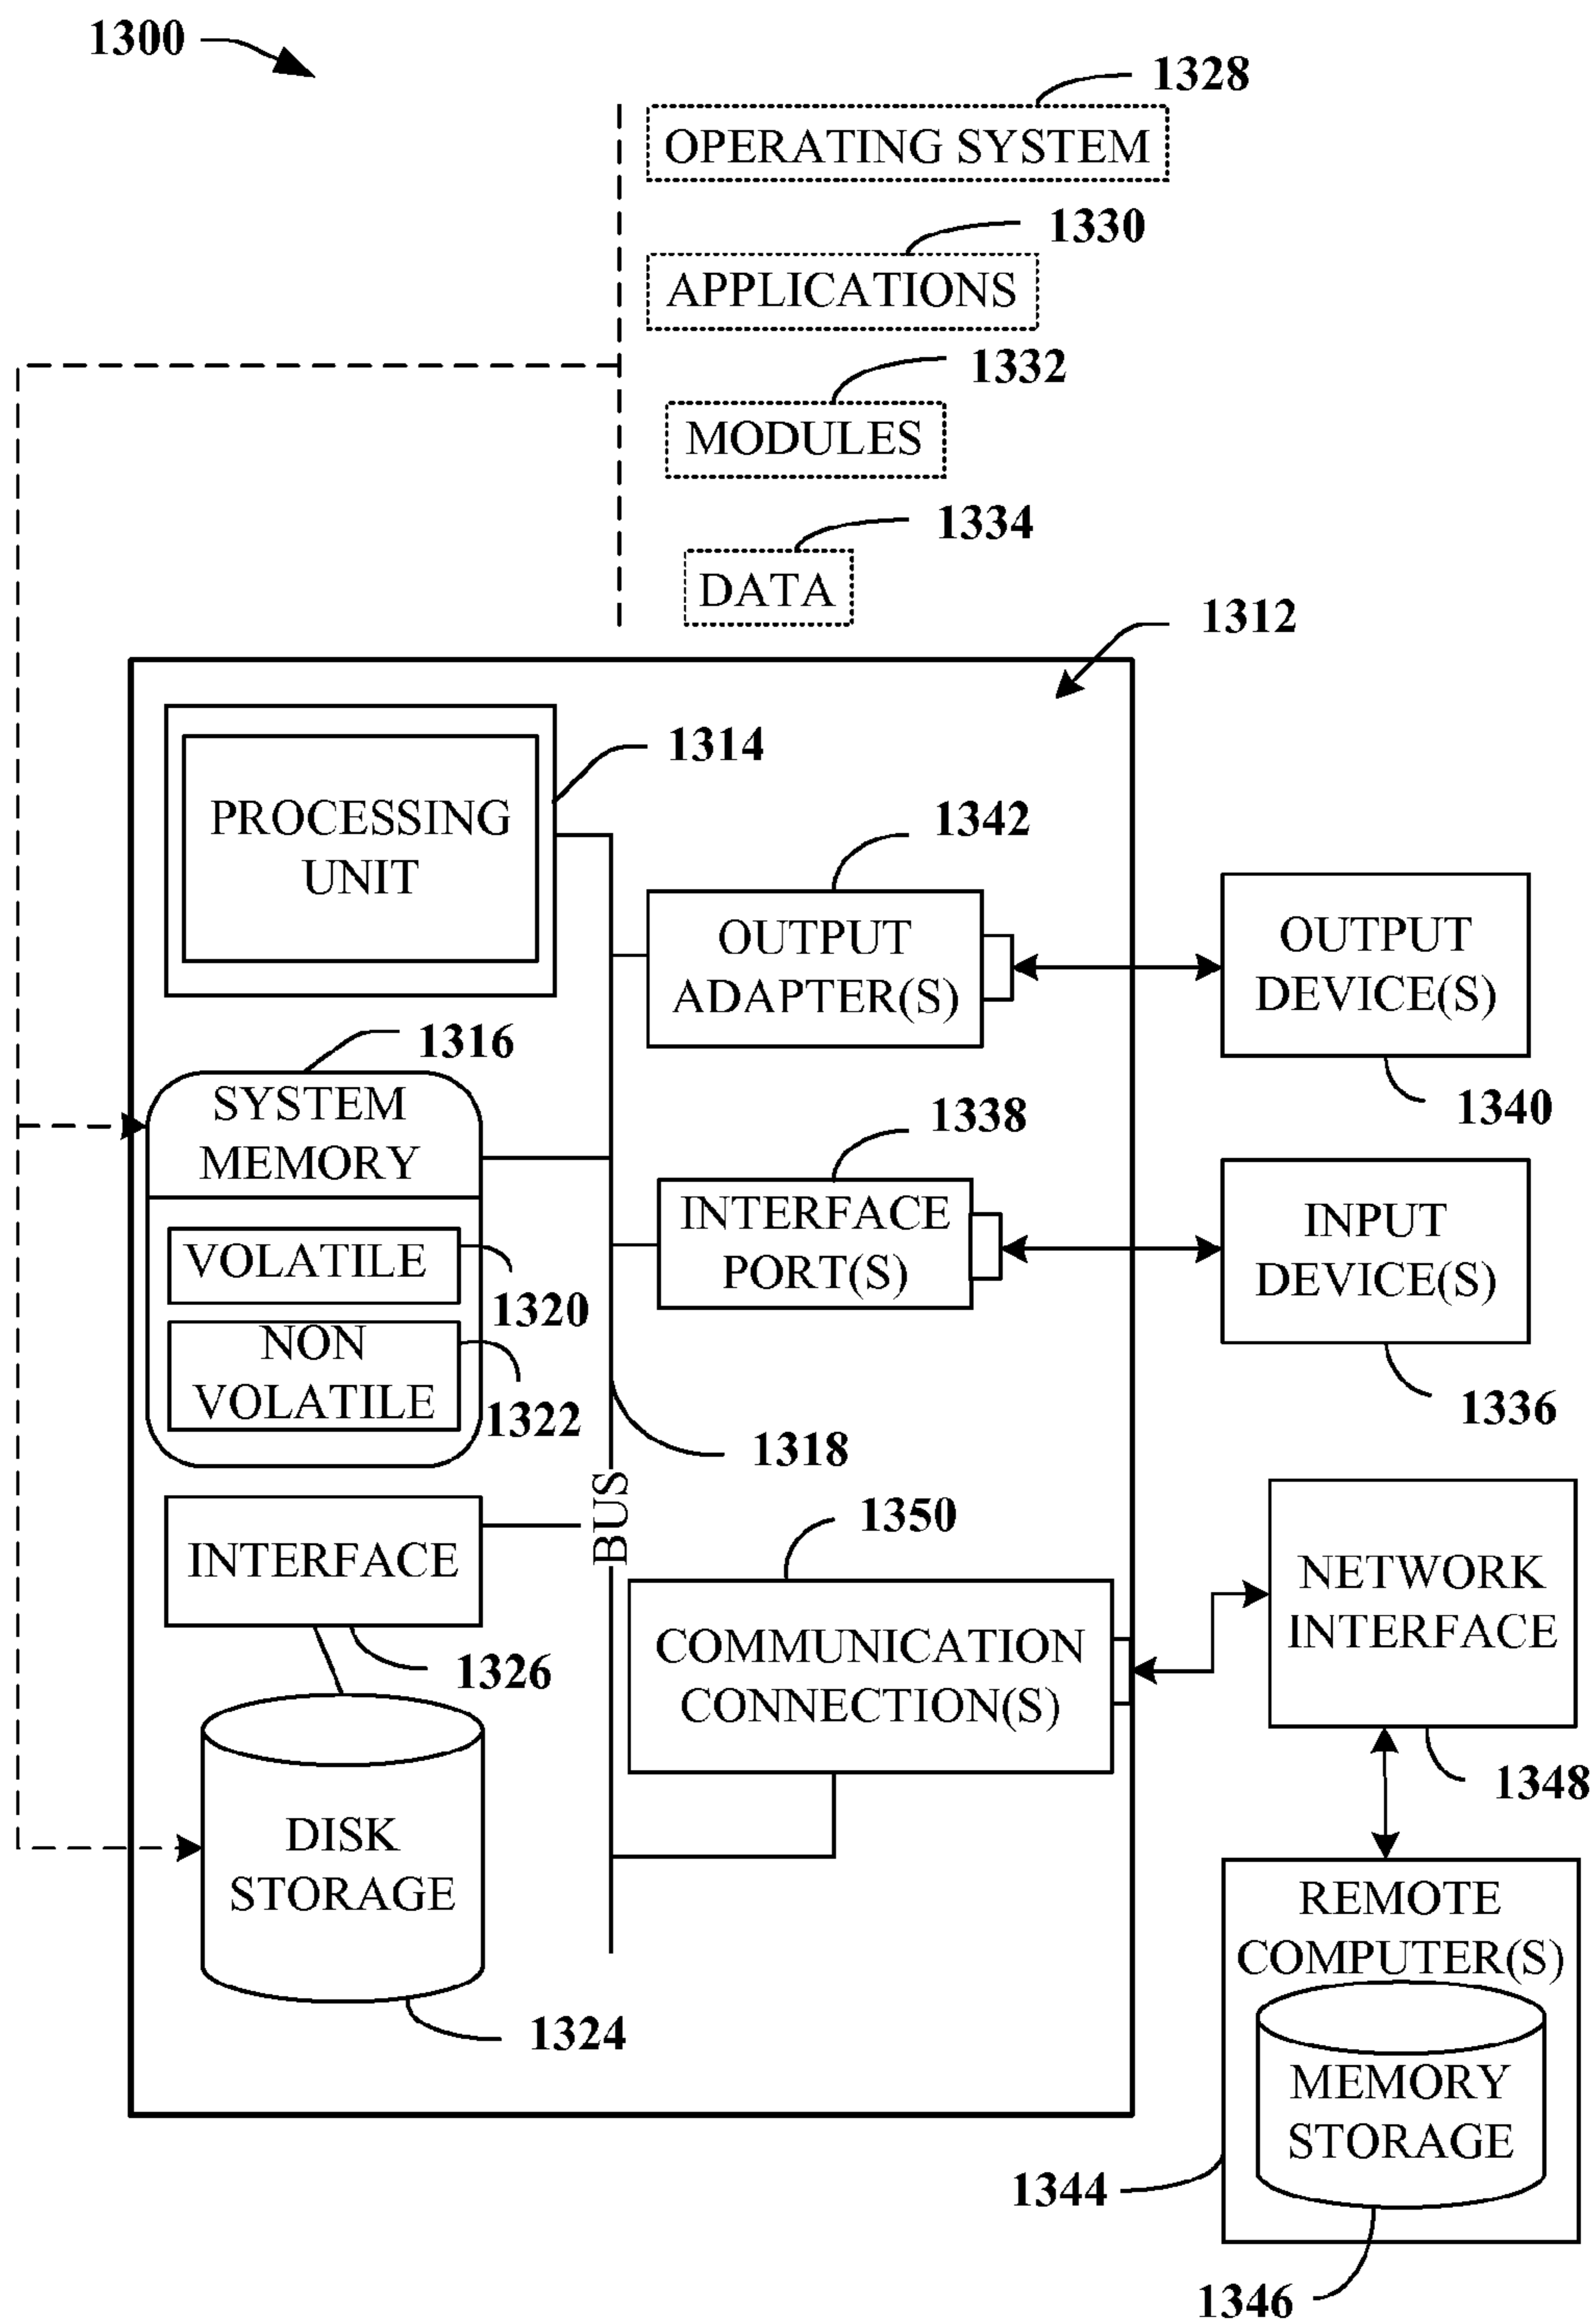 1300
1328
OPERATING SYSTEM
1330
APPLICATIONS
1332
MODULES
1334
DATA
1312
1314
PROCESSING
UNIT
1342
OUTPUT
ADAPTER(S)
OUTPUT
DEVICE(S)
1340
1316
SYSTEM
MEMORY
1338
INTERFACE
PORT(S)
INPUT
DEVICE(S)
1336
VOLATILE
1320
NON
VOLATILE
1322
1318
BUS
INTERFACE
1326
1350
COMMUNICATION
CONNECTION(S)
NETWORK
INTERFACE
1348
DISK
STORAGE
1324
REMOTE
COMPUTER(S)
MEMORY
STORAGE
1344
1346